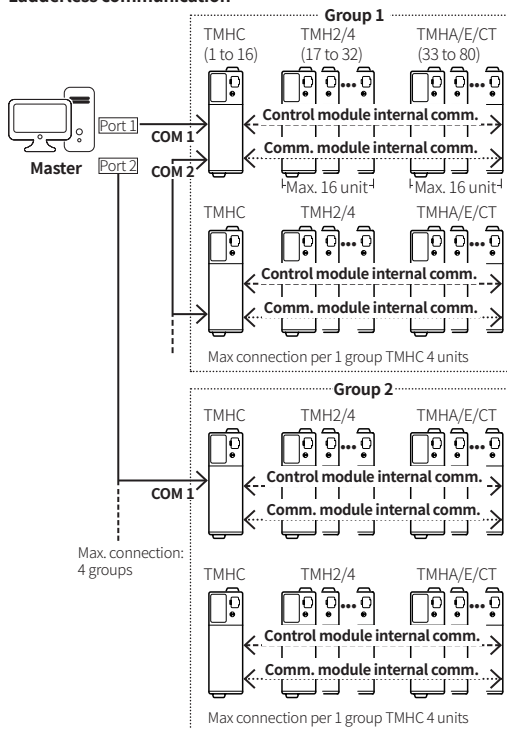 Ladderless communication
Group 1
TMHC TMH2/4 TMHA/E/CT
(1 to 16) (17 to 32) (33 to 80)
Port 1
COM 1
Control module internal comm.
Master
Port 2
COM 2
Comm. module internal comm.
Max. 16 unit Max. 16 unit
TMHC TMH2/4 TMHA/E/CT
Control module internal comm.
Comm. module internal comm.
Max connection per 1 group TMHC 4 units
Group 2
TMHC TMH2/4 TMHA/E/CT
COM 1
Control module internal comm.
Comm. module internal comm.
Max. connection:
4 groups
TMHC TMH2/4 TMHA/E/CT
Control module internal comm.
Comm. module internal comm.
Max connection per 1 group TMHC 4 units